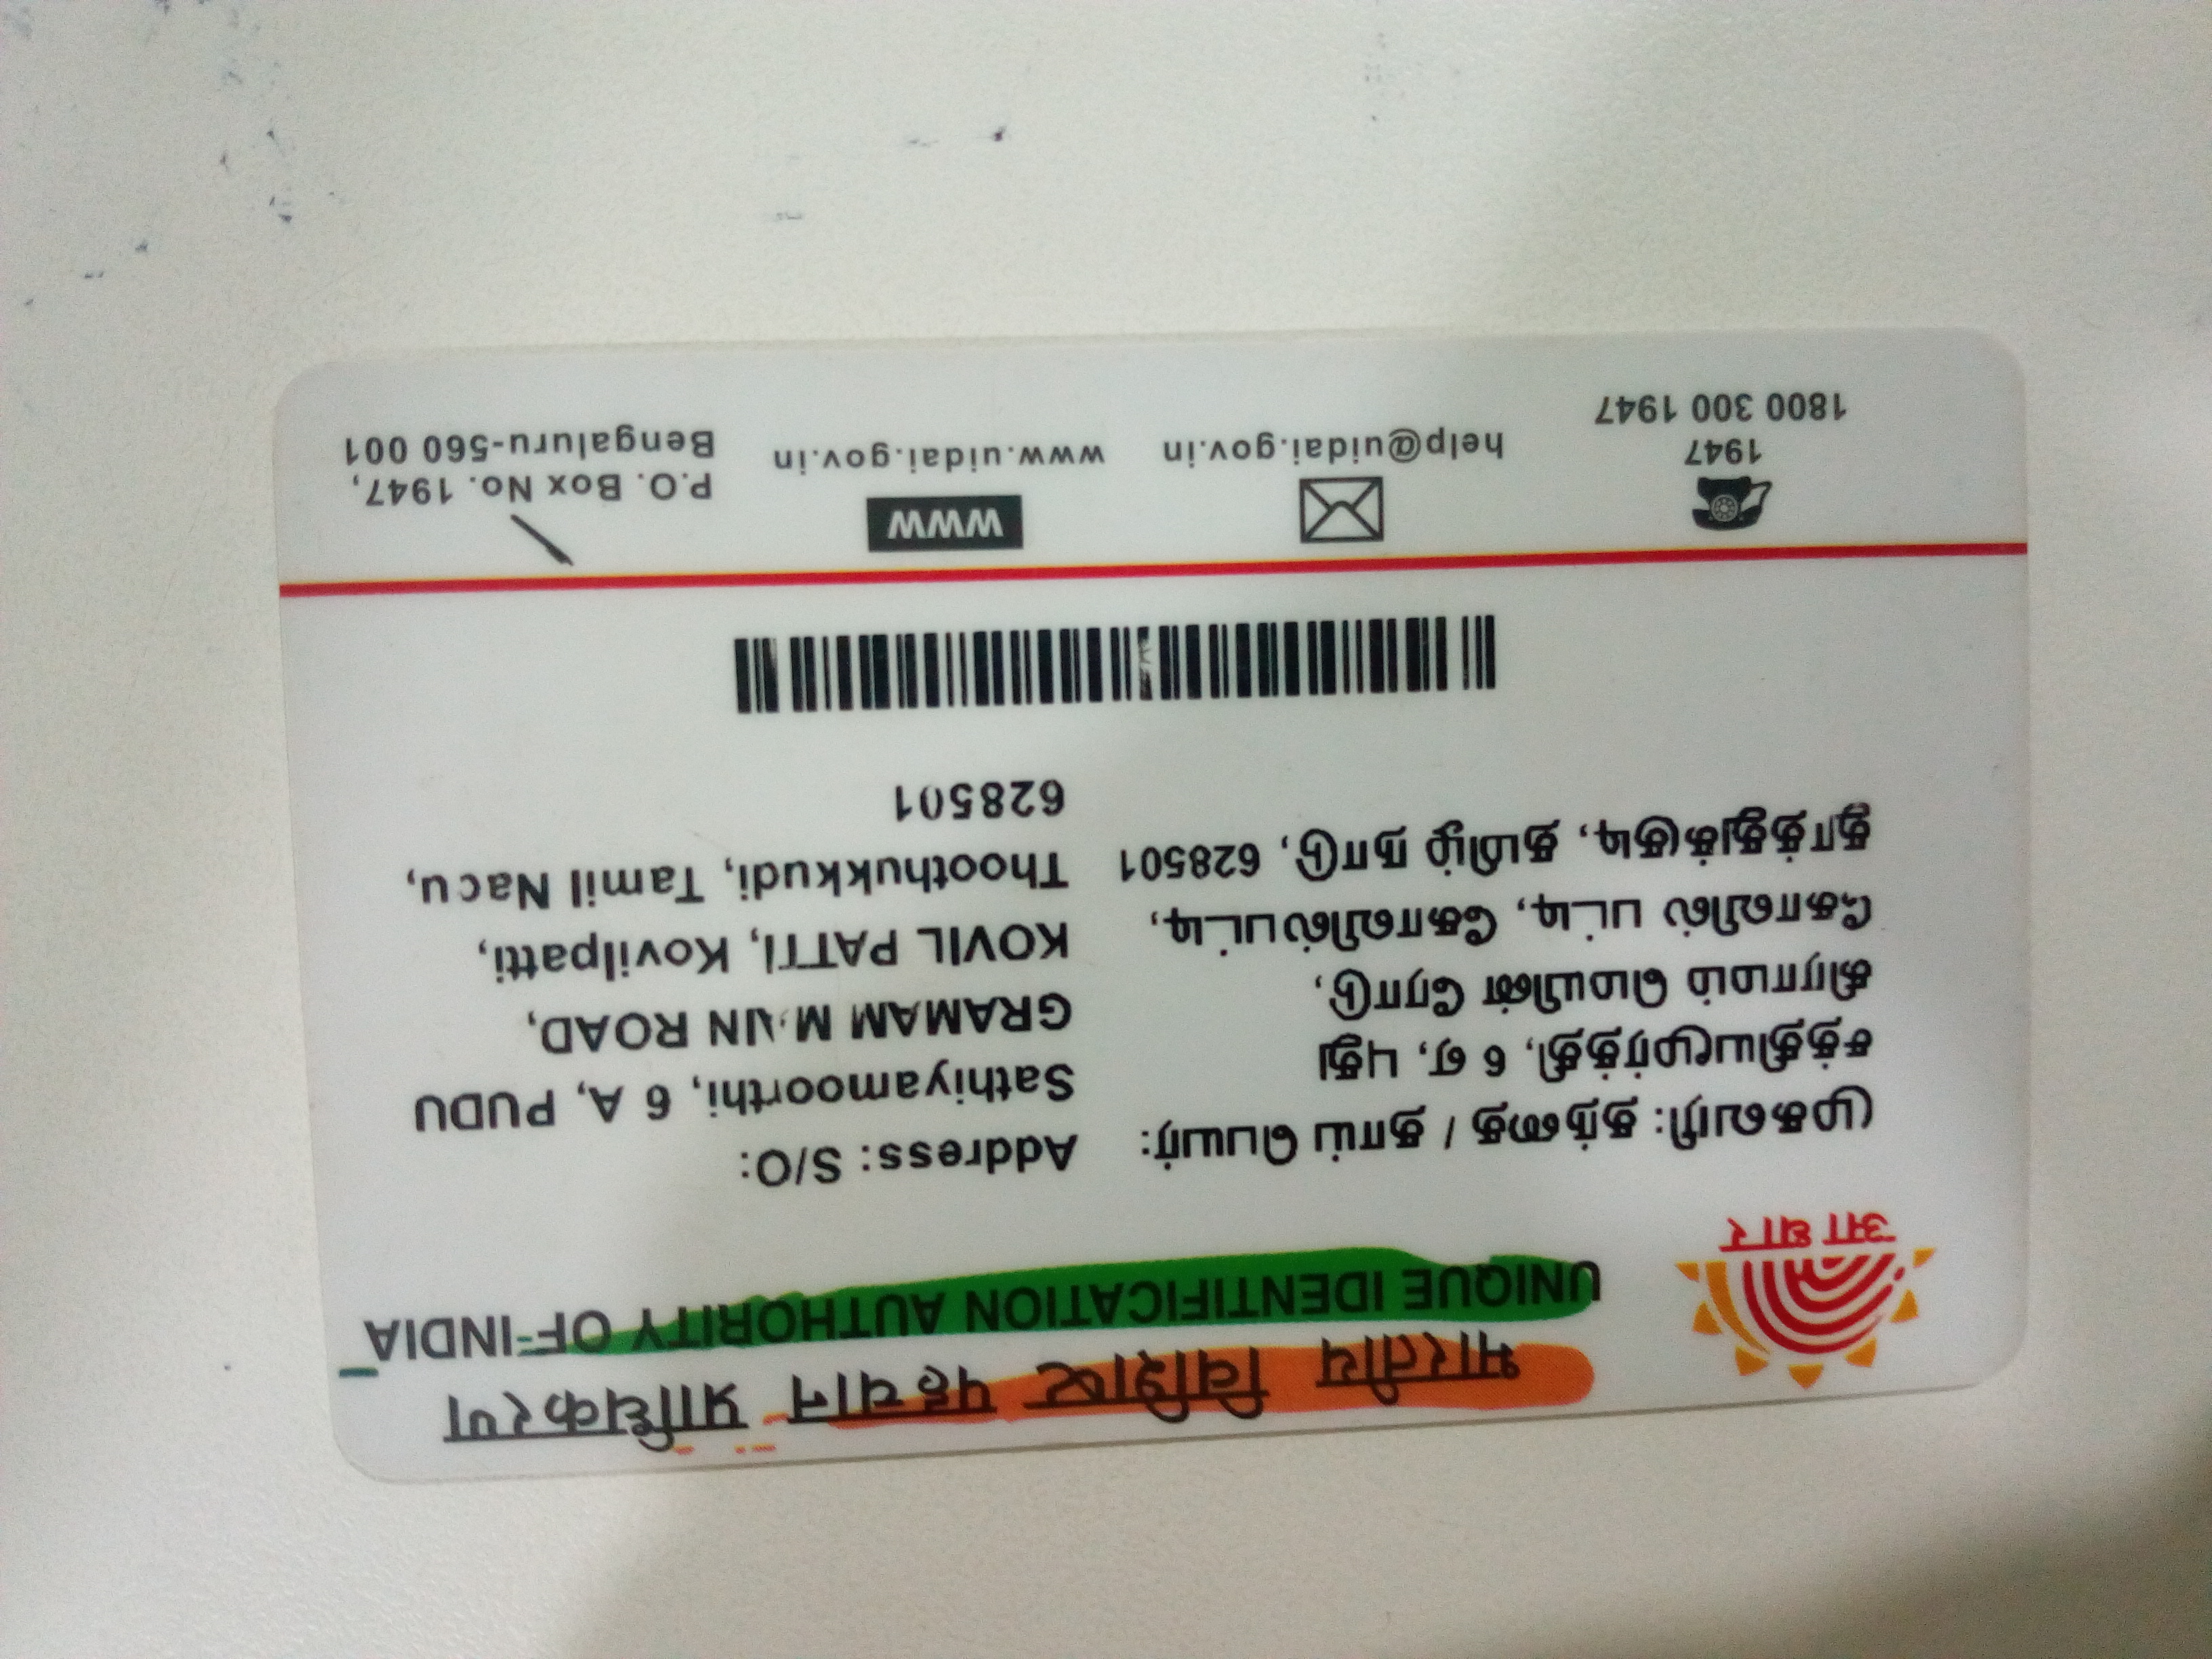 भारतीय विशिष्ट पहचान प्राधिकरण
UNIQUE IDENTIFICATION AUTHORITY OF INDIA
आधार
முகவரி: தந்தை / தாய் பெயர்:
சத்தியமூர்த்தி, 6 ஏ, புது
கிராமம் மெயின் ரோடு,
கோவில் பட்டி, கோவில்பட்டி,
தூத்துக்குடி, தமிழ் நாடு, 628501
Address: S/O:
Sathiyamoorthi, 6 A, PUDU
GRAMAM MAIN ROAD,
KOVIL PATTI, Kovilpatti,
Thoothukkudi, Tamil Nadu,
628501
1947
1800 300 1947
help@uidai.gov.in
WWW
www.uidai.gov.in
P.O. Box No. 1947,
Bengaluru-560 001